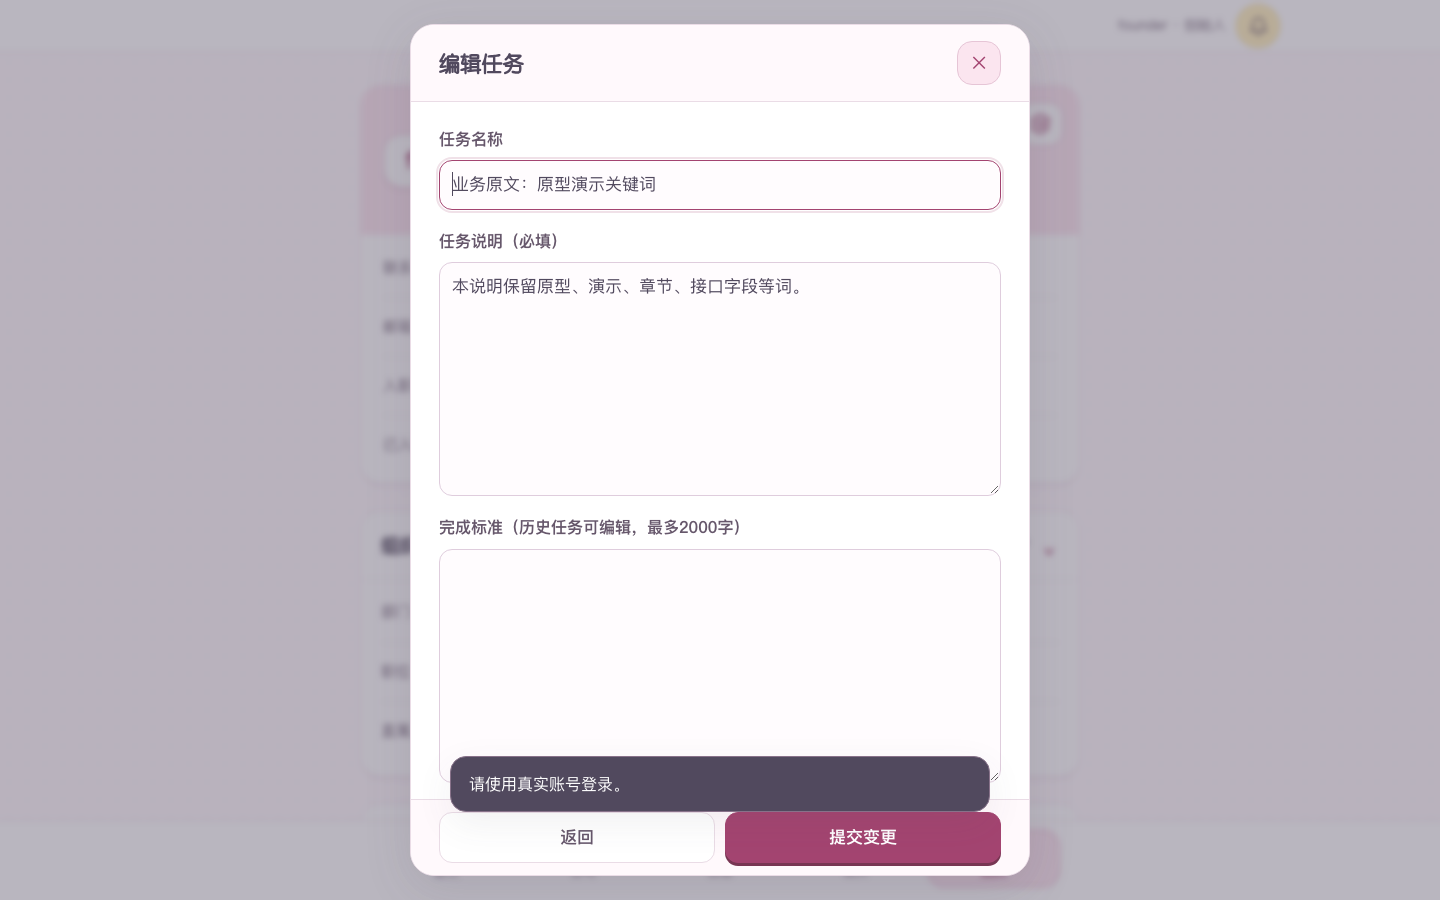 founder
编辑任务
任务名称
业务原文：原型演示关键词
任务说明（必填）
本说明保留原型、演示、章节、接口字段等词。
完成标准（历史任务可编辑，最多2000字）
请使用真实账号登录。
返回
提交变更